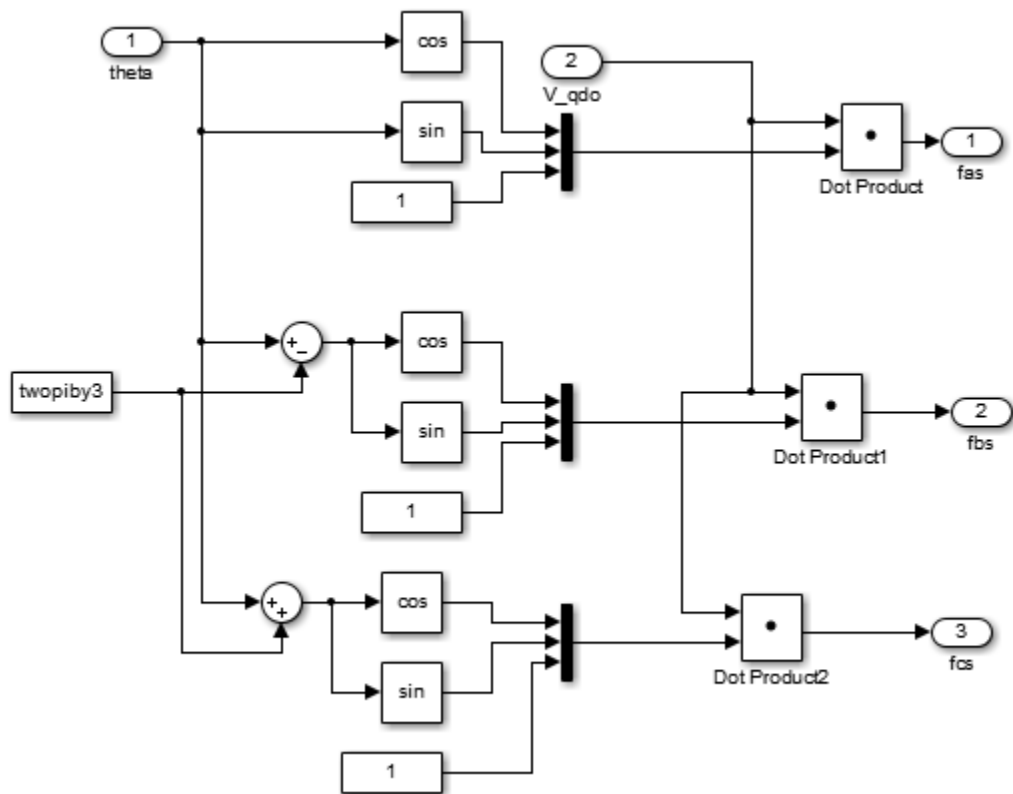 1
theta
cos
2
V_qdo
sin
1
Dot Product
1
fas
+
−
cos
twopiby3
sin
1
Dot Product1
2
fbs
+
+
cos
sin
1
Dot Product2
3
fcs